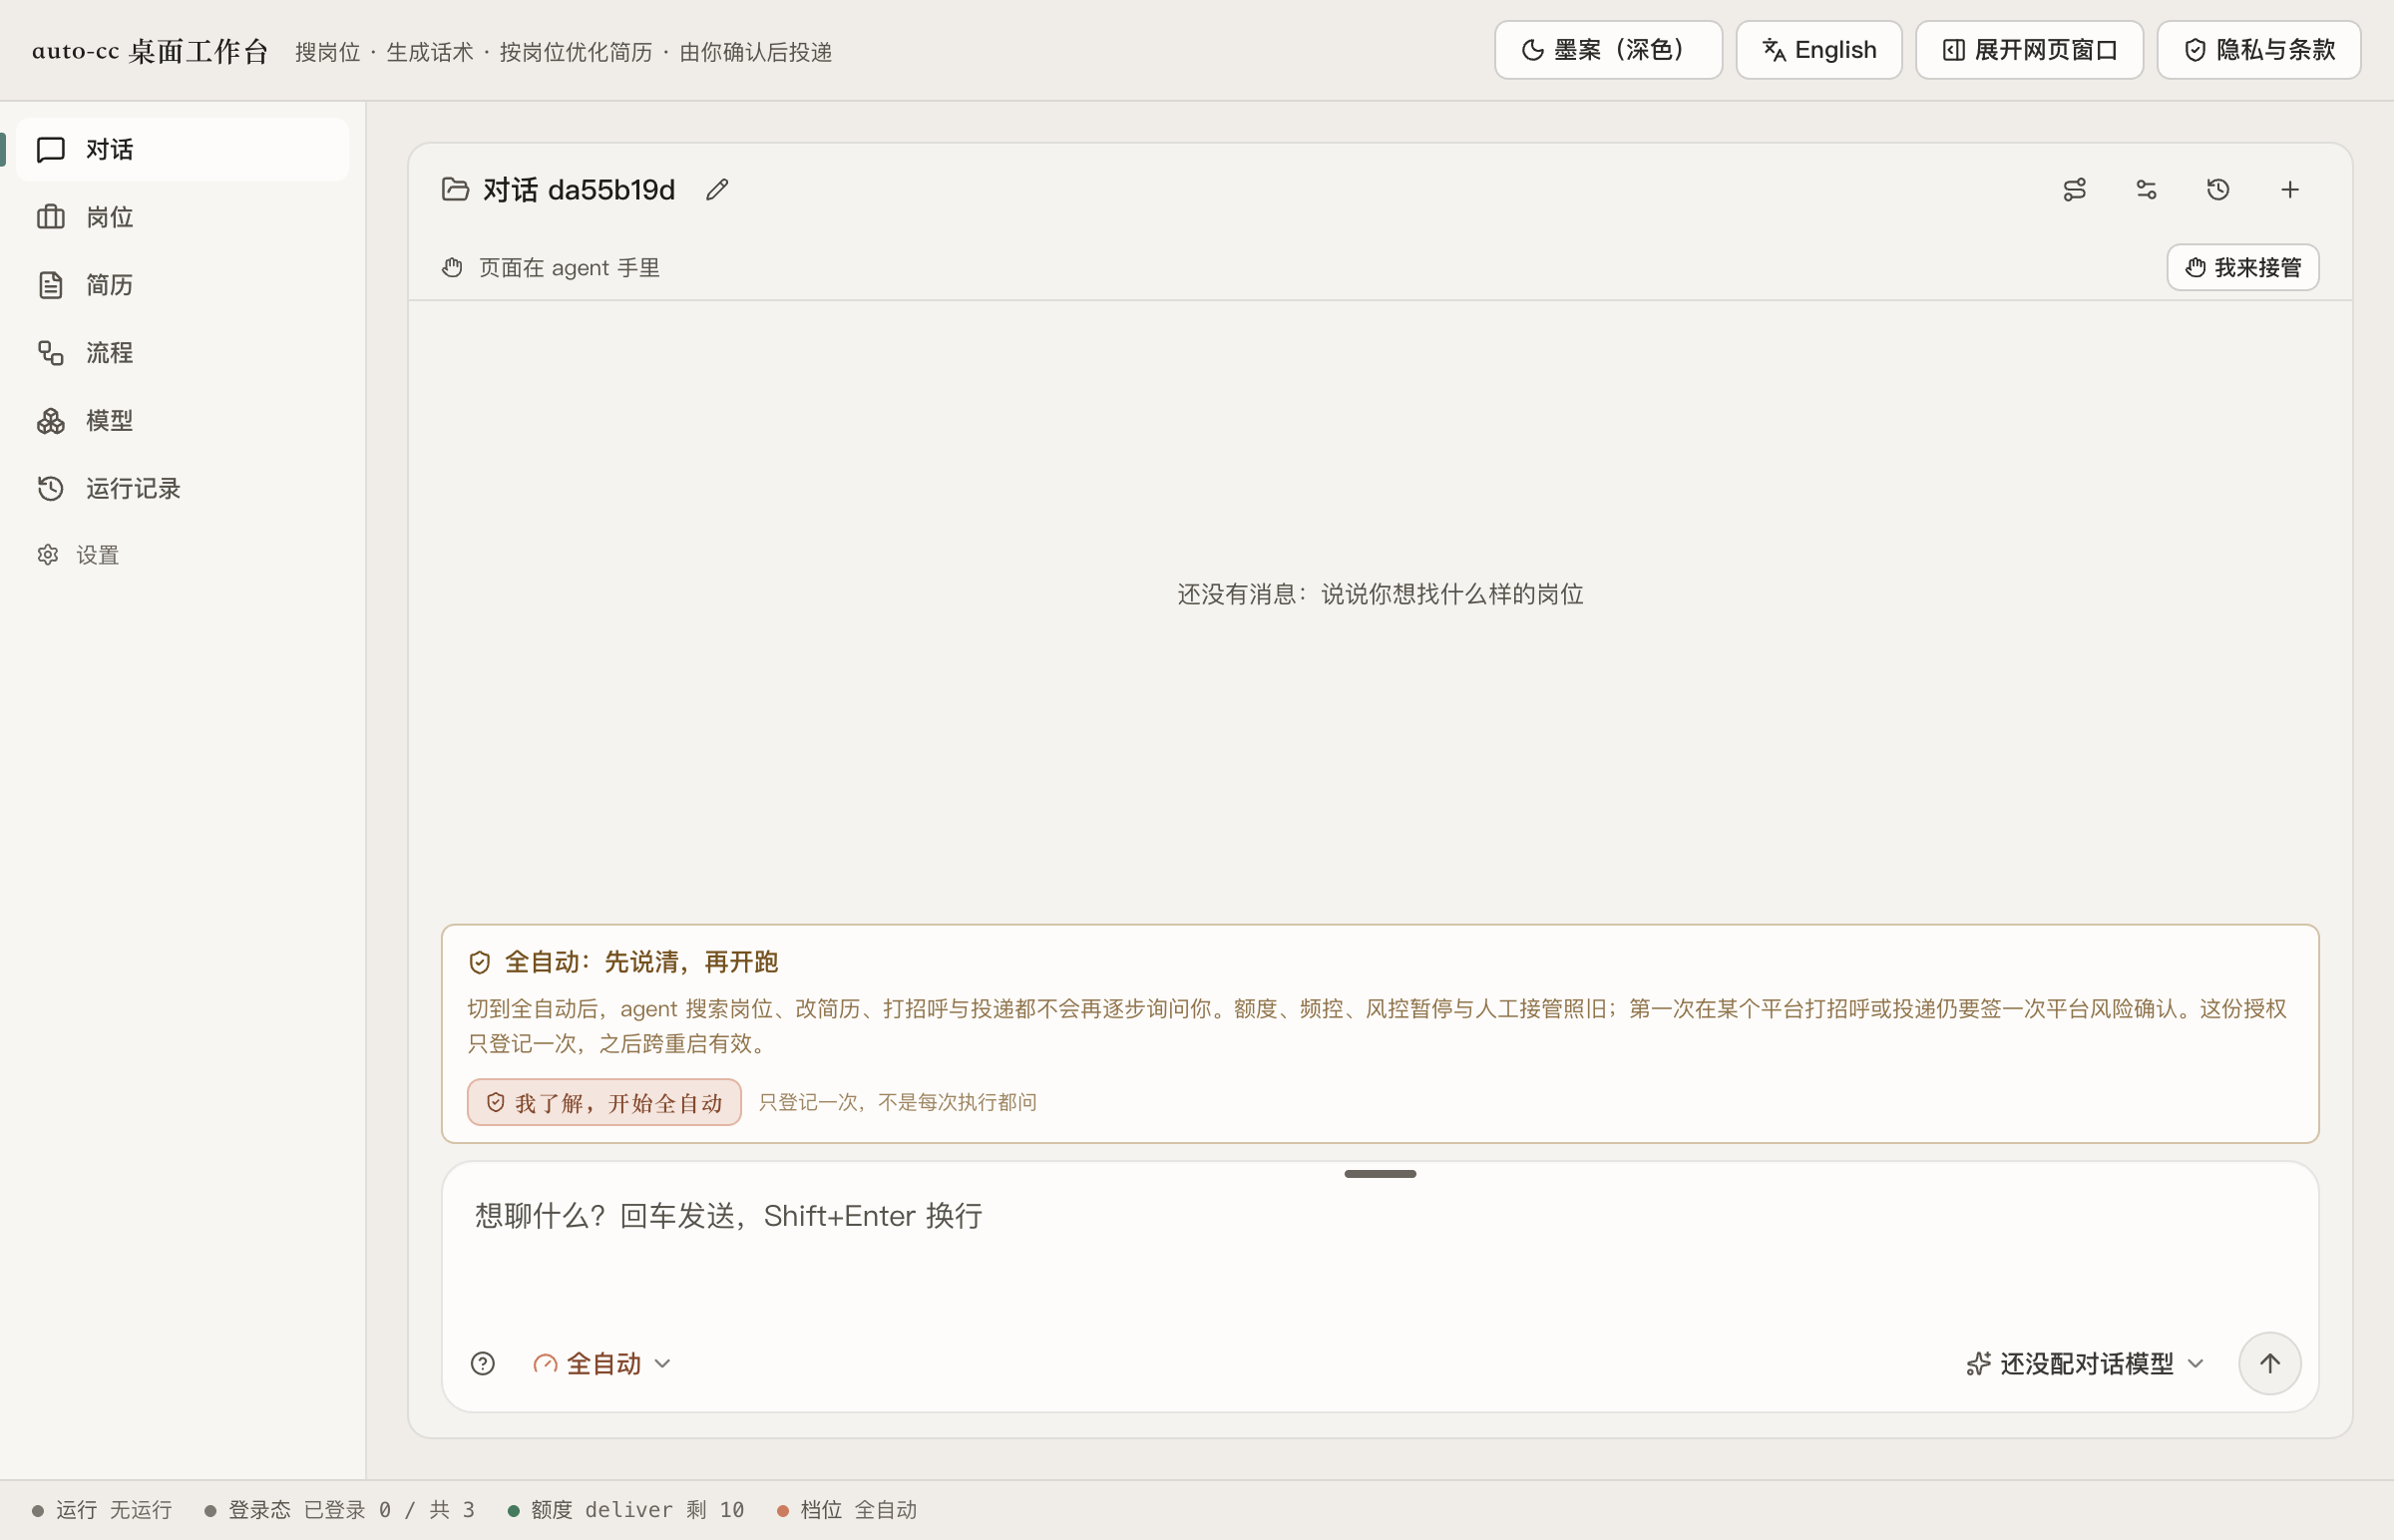 auto-cc 桌面工作台
搜岗位 · 生成话术 · 按岗位优化简历 · 由你确认后投递
墨案（深色）
English
展开网页窗口
隐私与条款
对话
岗位
简历
流程
模型
运行记录
设置
对话 da55b19d
页面在 agent 手里
我来接管
还没有消息：说说你想找什么样的岗位
全自动：先说清，再开跑
切到全自动后，agent 搜索岗位、改简历、打招呼与投递都不会再逐步询问你。额度、频控、风控暂停与人工接管照旧；第一次在某个平台打招呼或投递仍要签一次平台风险确认。这份授权
只登记一次，之后跨重启有效。
我了解，开始全自动
只登记一次，不是每次执行都问
想聊什么？回车发送，Shift+Enter 换行
全自动
还没配对话模型
运行 无运行
登录态 已登录 0 / 共 3
额度 deliver 剩 10
档位 全自动